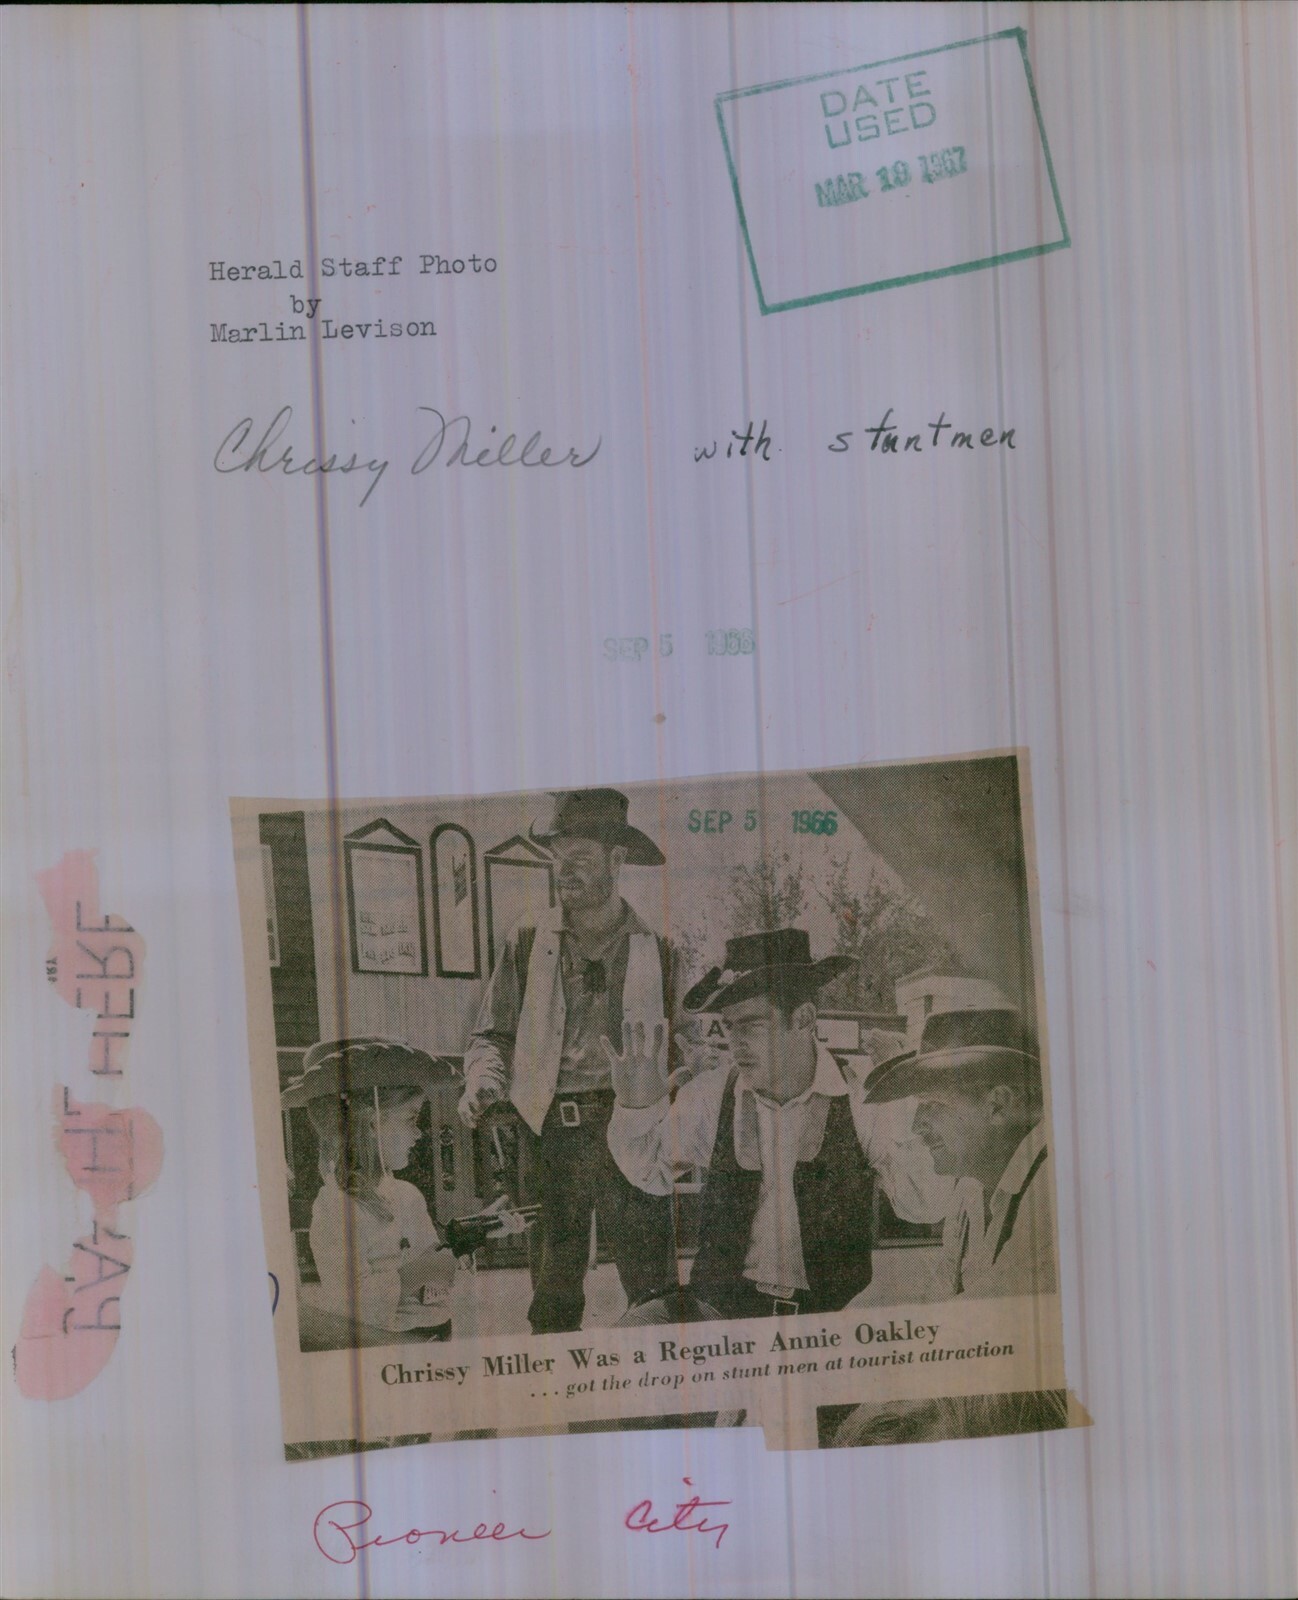 DATE
USED
MAR 19 1967
Herald Staff Photo
by
Marlin Levison
Chrissy Miller with stuntmen
SEP 5 1966
SEP 5 1966
Chrissy Miller Was a Regular Annie Oakley
...got the drop on stunt men at tourist attraction
Pioneer City